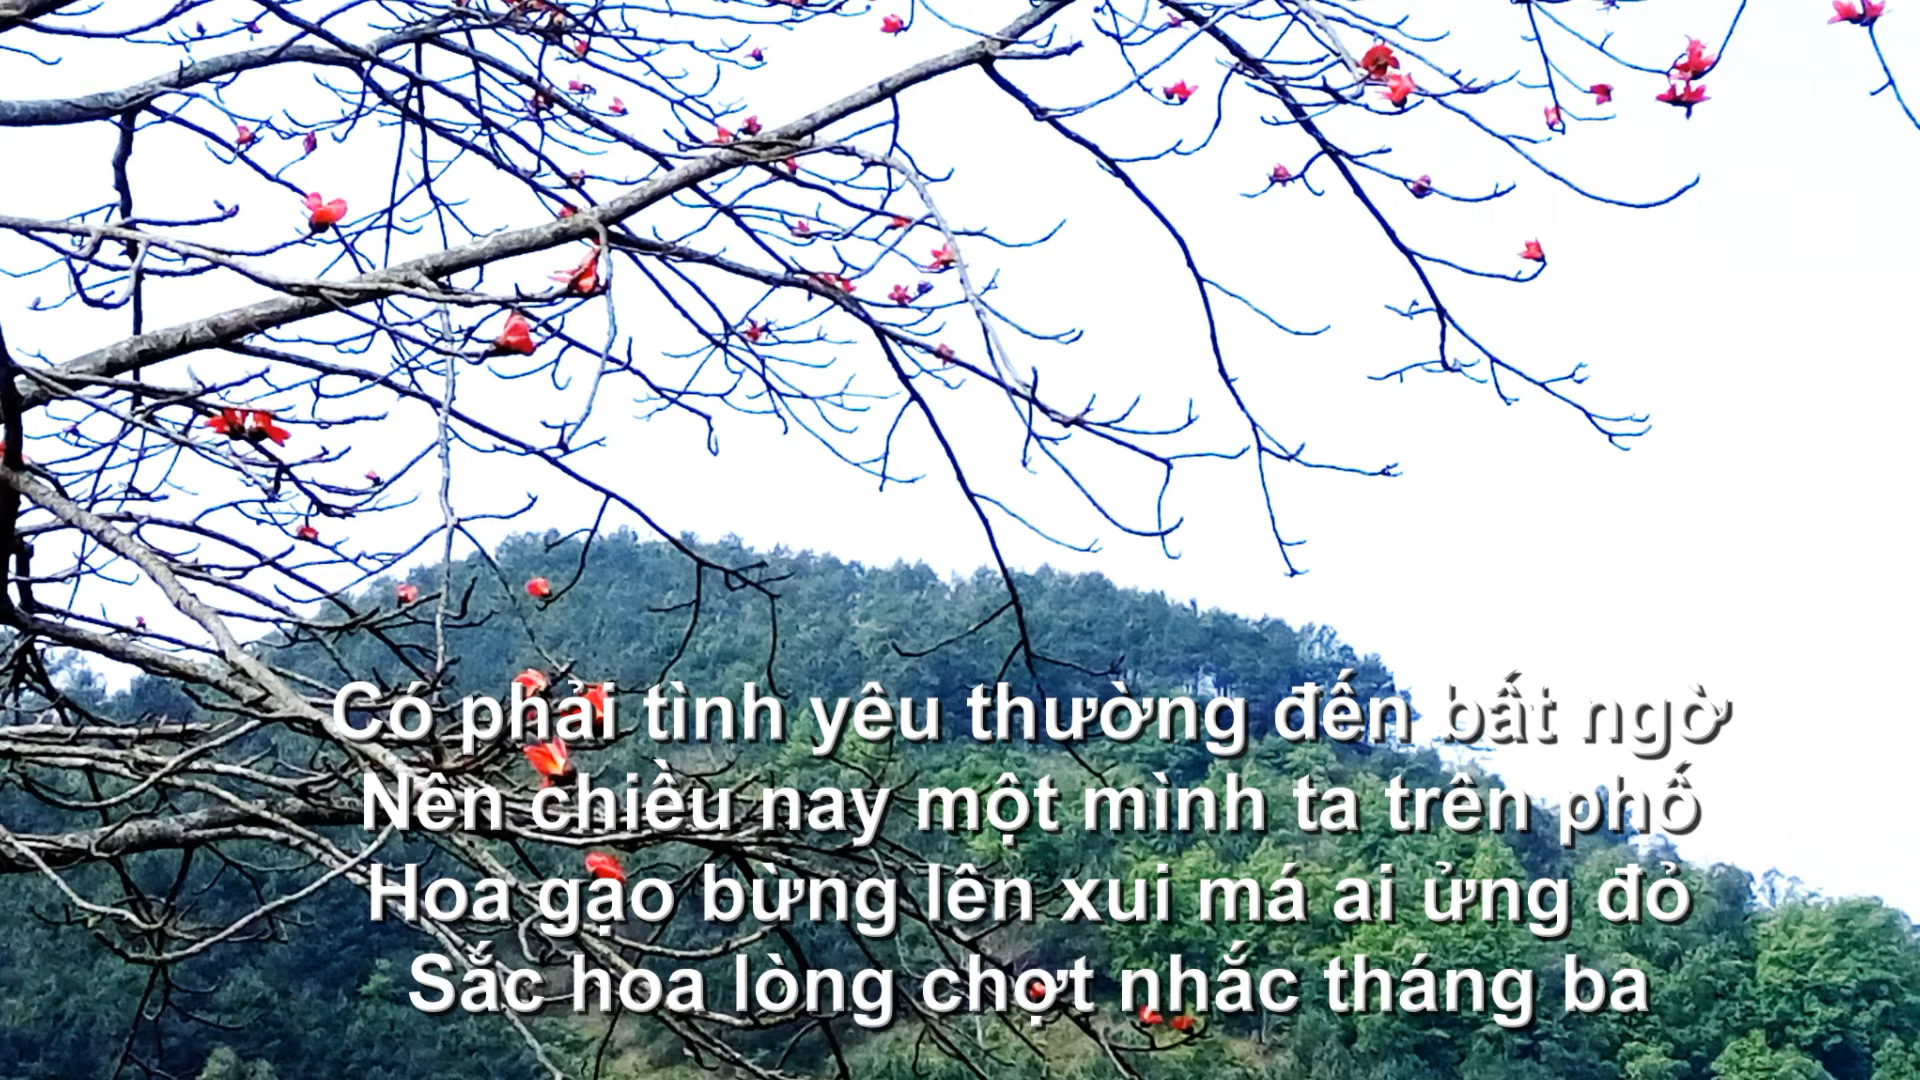 Có phải tình yêu thường đến bất ngờ
Nên chiều nay một mình ta trên phố
Hoa gạo bừng lên xui má ai ửng đỏ
Sắc hoa lòng chợt nhắc tháng ba